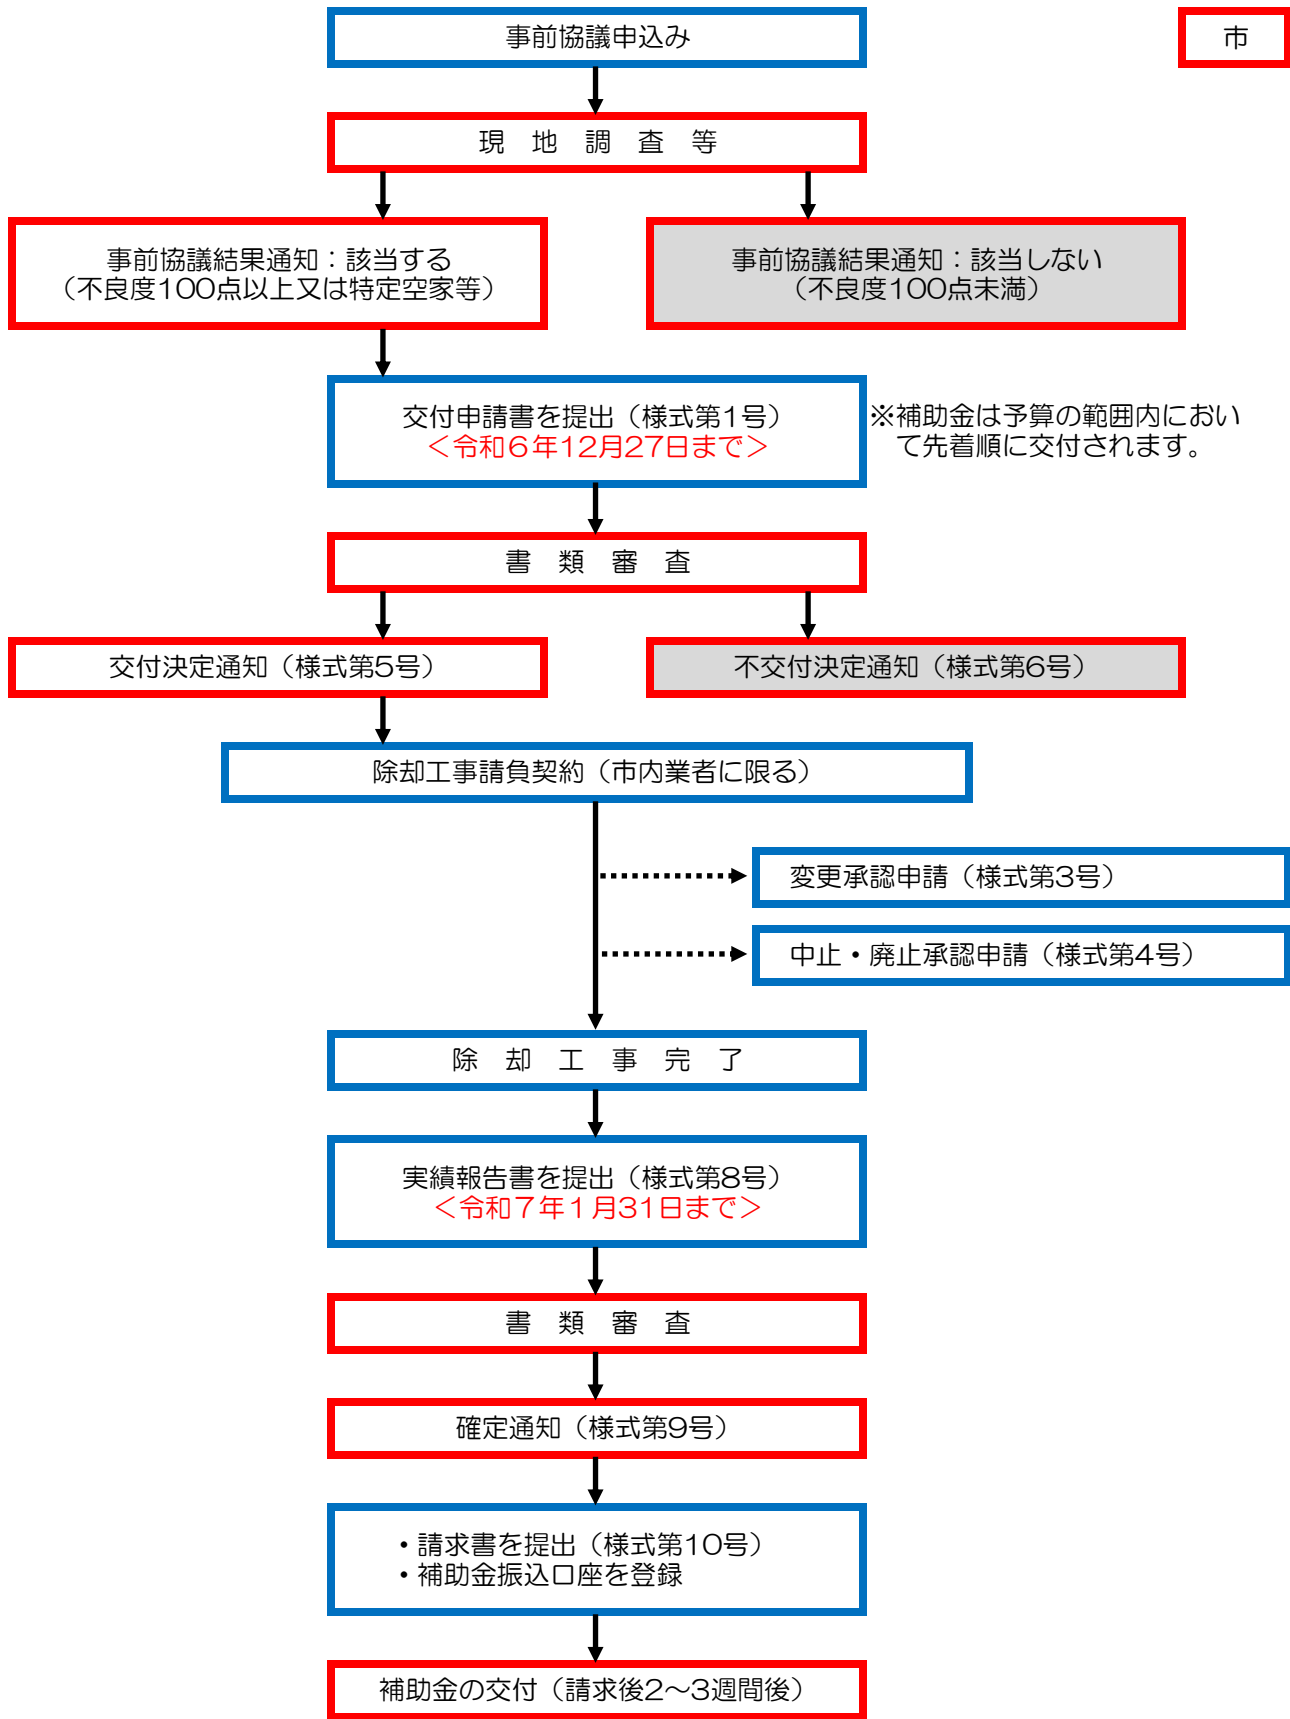 事前協議申込み
市
現　地　調　査　等
事前協議結果通知：該当する
（不良度100点以上又は特定空家等）
事前協議結果通知：該当しない
（不良度100点未満）
交付申請書を提出（様式第1号）
＜令和６年12月27日まで＞
※補助金は予算の範囲内におい
て先着順に交付されます。
書　類　審　査
交付決定通知（様式第5号）
不交付決定通知（様式第6号）
除却工事請負契約（市内業者に限る）
変更承認申請（様式第3号）
中止・廃止承認申請（様式第4号）
除　却　工　事　完　了
実績報告書を提出（様式第8号）
＜令和７年１月31日まで＞
書　類　審　査
確定通知（様式第9号）
・請求書を提出（様式第10号）
・補助金振込口座を登録
補助金の交付（請求後2～3週間後）